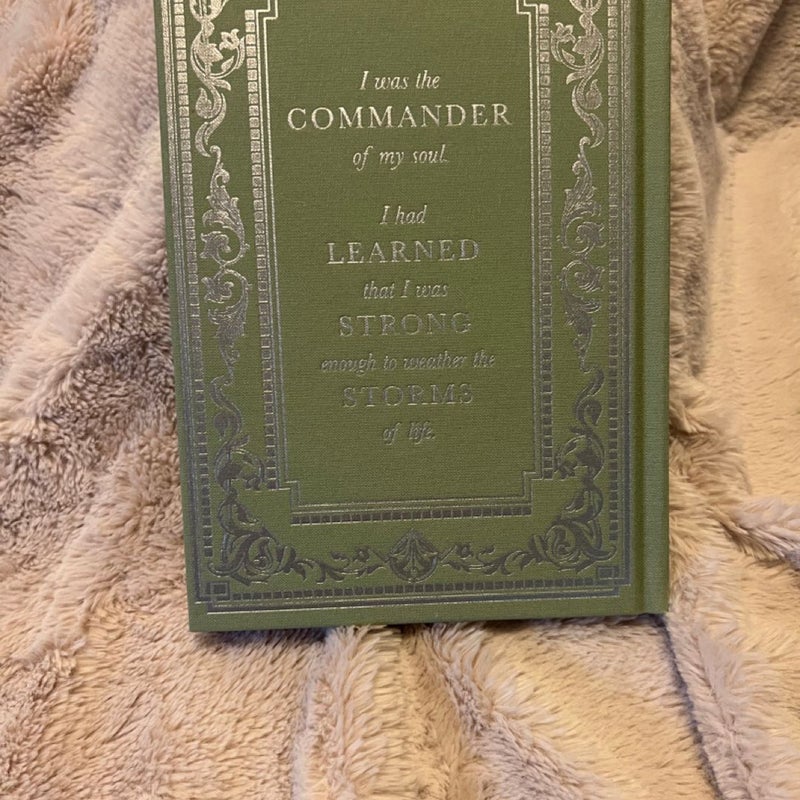 I was the
COMMANDER
of my soul.
I had
LEARNED
that I was
STRONG
enough to weather the
STORMS
of life.